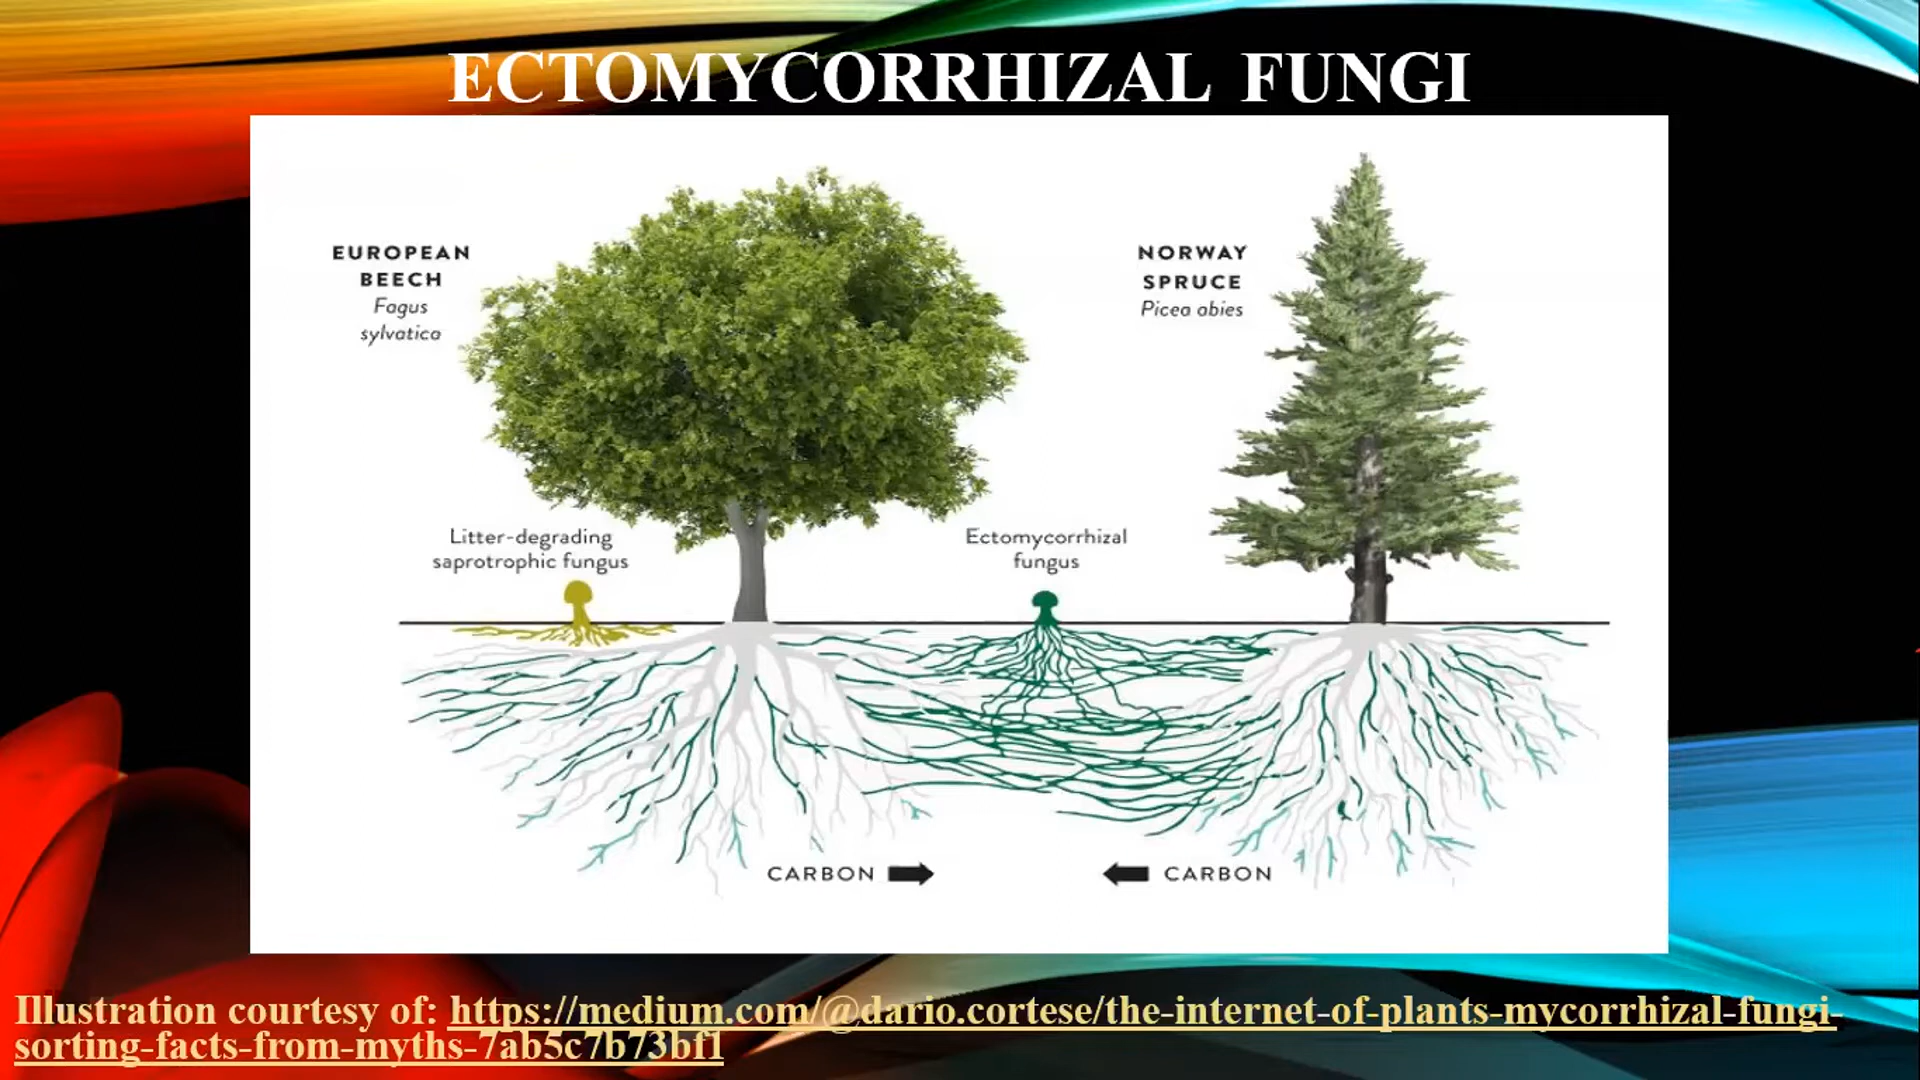 ECTOMYCORRHIZAL FUNGI
EUROPEAN
BEECH
Fagus
sylvatica
NORWAY
SPRUCE
Picea abies
Litter-degrading
saprotrophic fungus
Ectomycorrhizal
fungus
CARBON
CARBON
Illustration courtesy of: https://medium.com/@dario.cortese/the-internet-of-plants-mycorrhizal-fungi-
sorting-facts-from-myths-7ab5c7b73bf1